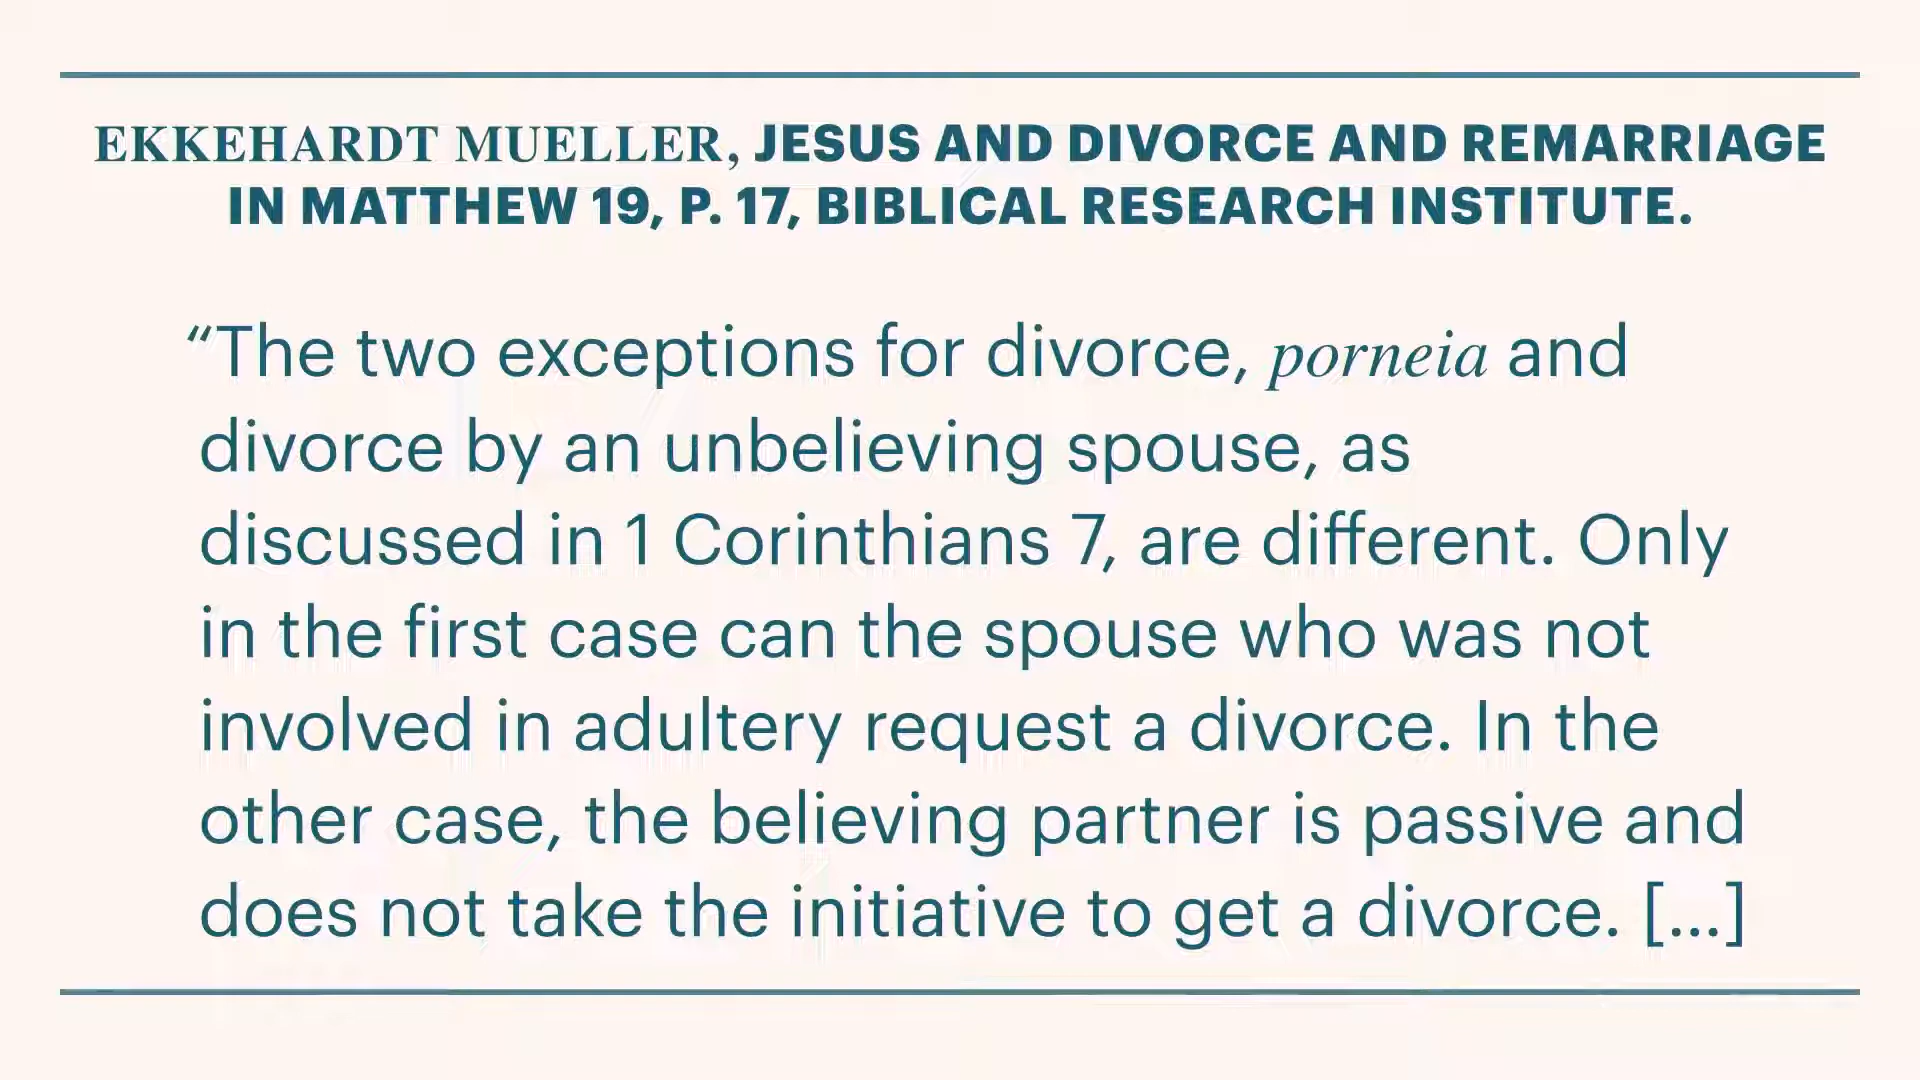 EKKEHARDT MUELLER, JESUS AND DIVORCE AND REMARRIAGE
IN MATTHEW 19, P. 17, BIBLICAL RESEARCH INSTITUTE.
“The two exceptions for divorce, porneia and
divorce by an unbelieving spouse, as
discussed in 1 Corinthians 7, are different. Only
in the first case can the spouse who was not
involved in adultery request a divorce. In the
other case, the believing partner is passive and
does not take the initiative to get a divorce. [...]